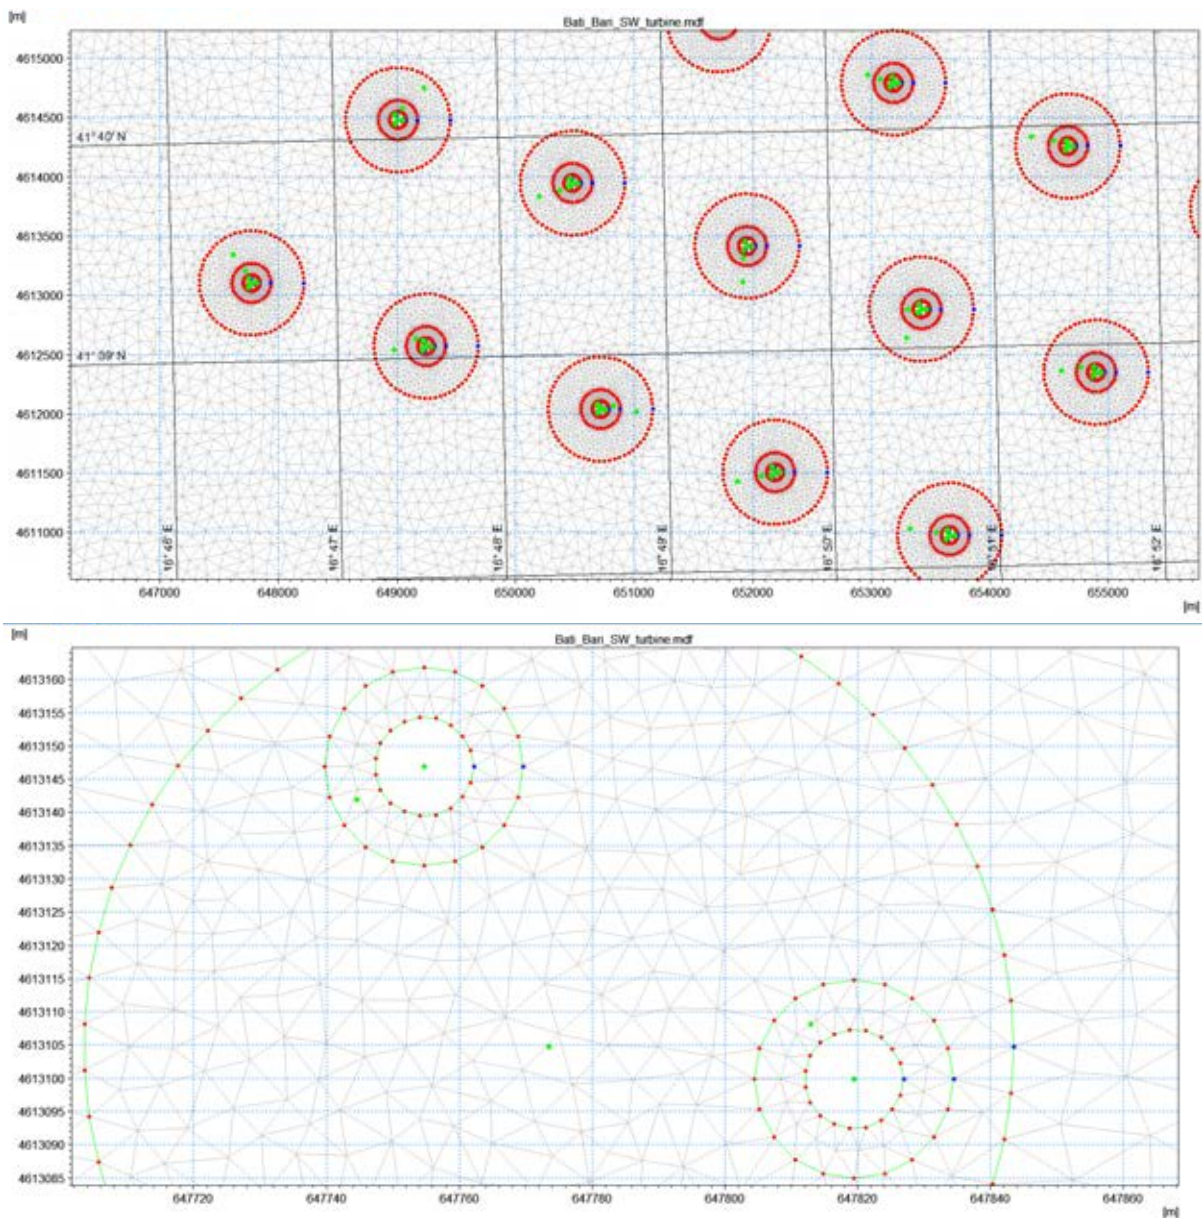 [m]
Bati_Bari_SW_turbine.mdf
4615000
4614500
41° 40' N
4614000
4613500
4613000
4612500
41° 39' N
4612000
4611500
4611000
16° 46' E
16° 47' E
16° 48' E
16° 49' E
16° 50' E
16° 51' E
16° 52' E
647000 648000 649000 650000 651000 652000 653000 654000 655000
[m]
[m]
Bati_Bari_SW_turbine.mdf
4613160
4613155
4613150
4613145
4613140
4613135
4613130
4613125
4613120
4613115
4613110
4613105
4613100
4613095
4613090
4613085
647720 647740 647760 647780 647800 647820 647840 647860
[m]